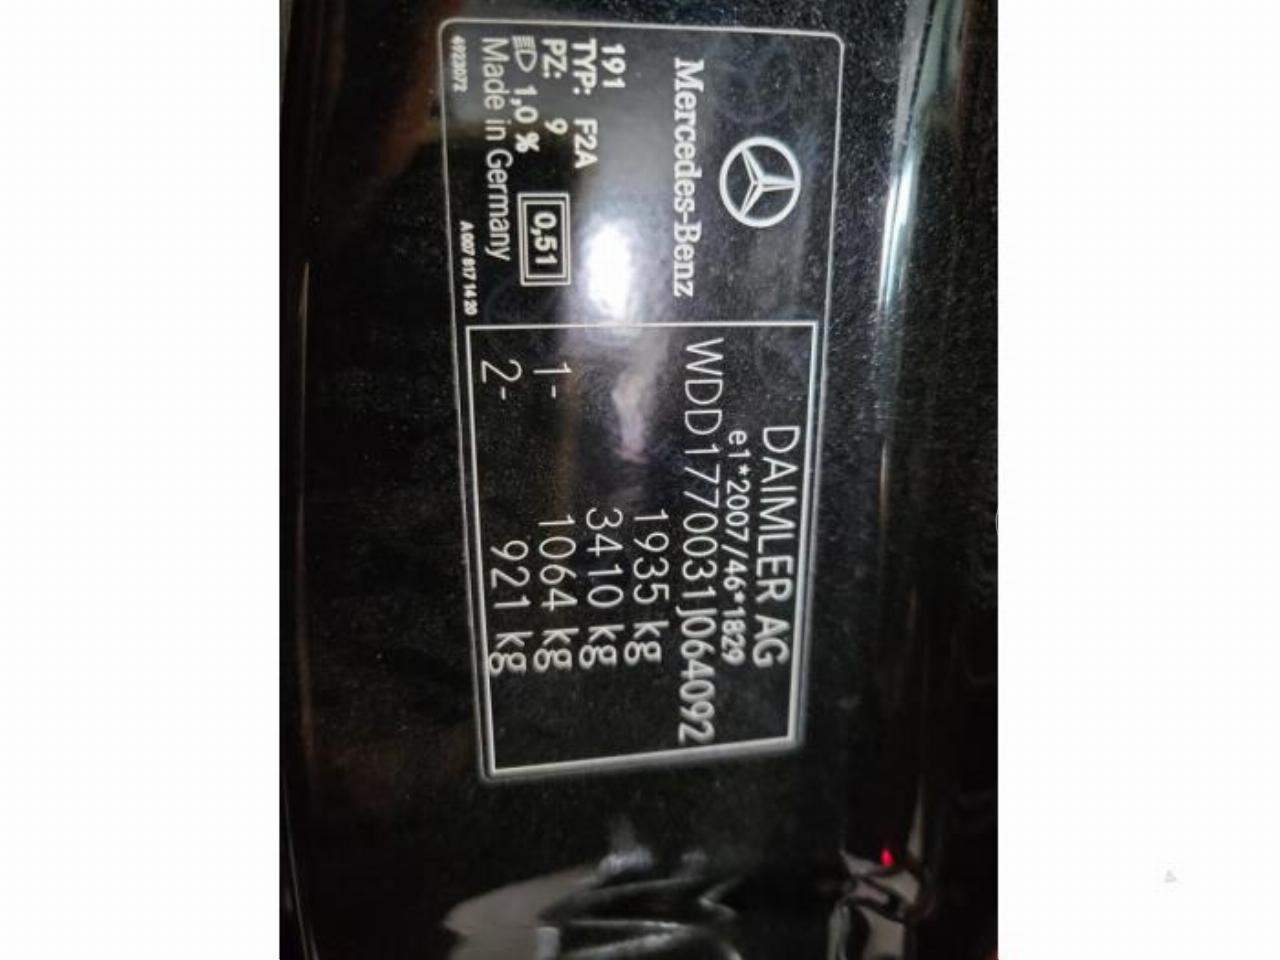 Mercedes-Benz
191
TYP: F2A
PZ: 9
1,0 %
0,51
Made in Germany
4923072
A 007 817 14 20
DAIMLER AG
e1*2007/46*1829
WDD1770031J064092
1935 kg
3410 kg
1- 1064 kg
2- 921 kg